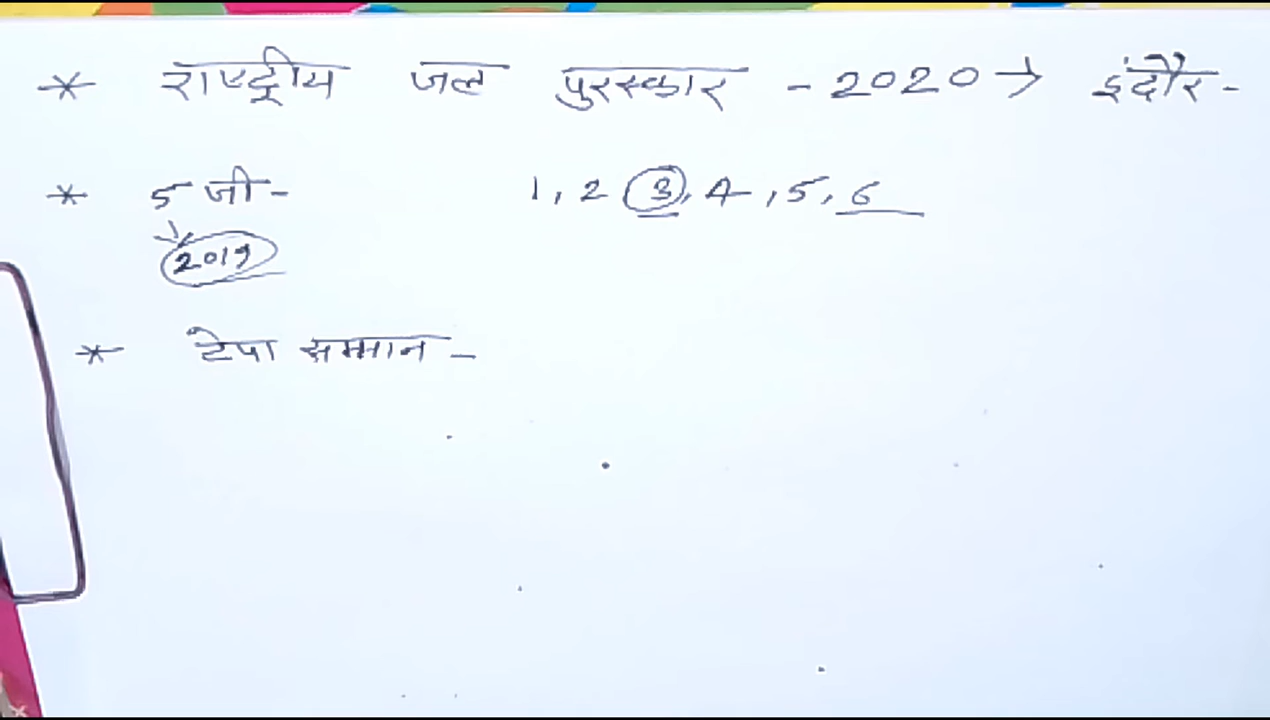 * राष्ट्रीय जल पुरस्कार - 2020 → इंदौर -
* 5 जी - 1, 2 3, 4, 5, 6
2019
* टेपा सम्मान -